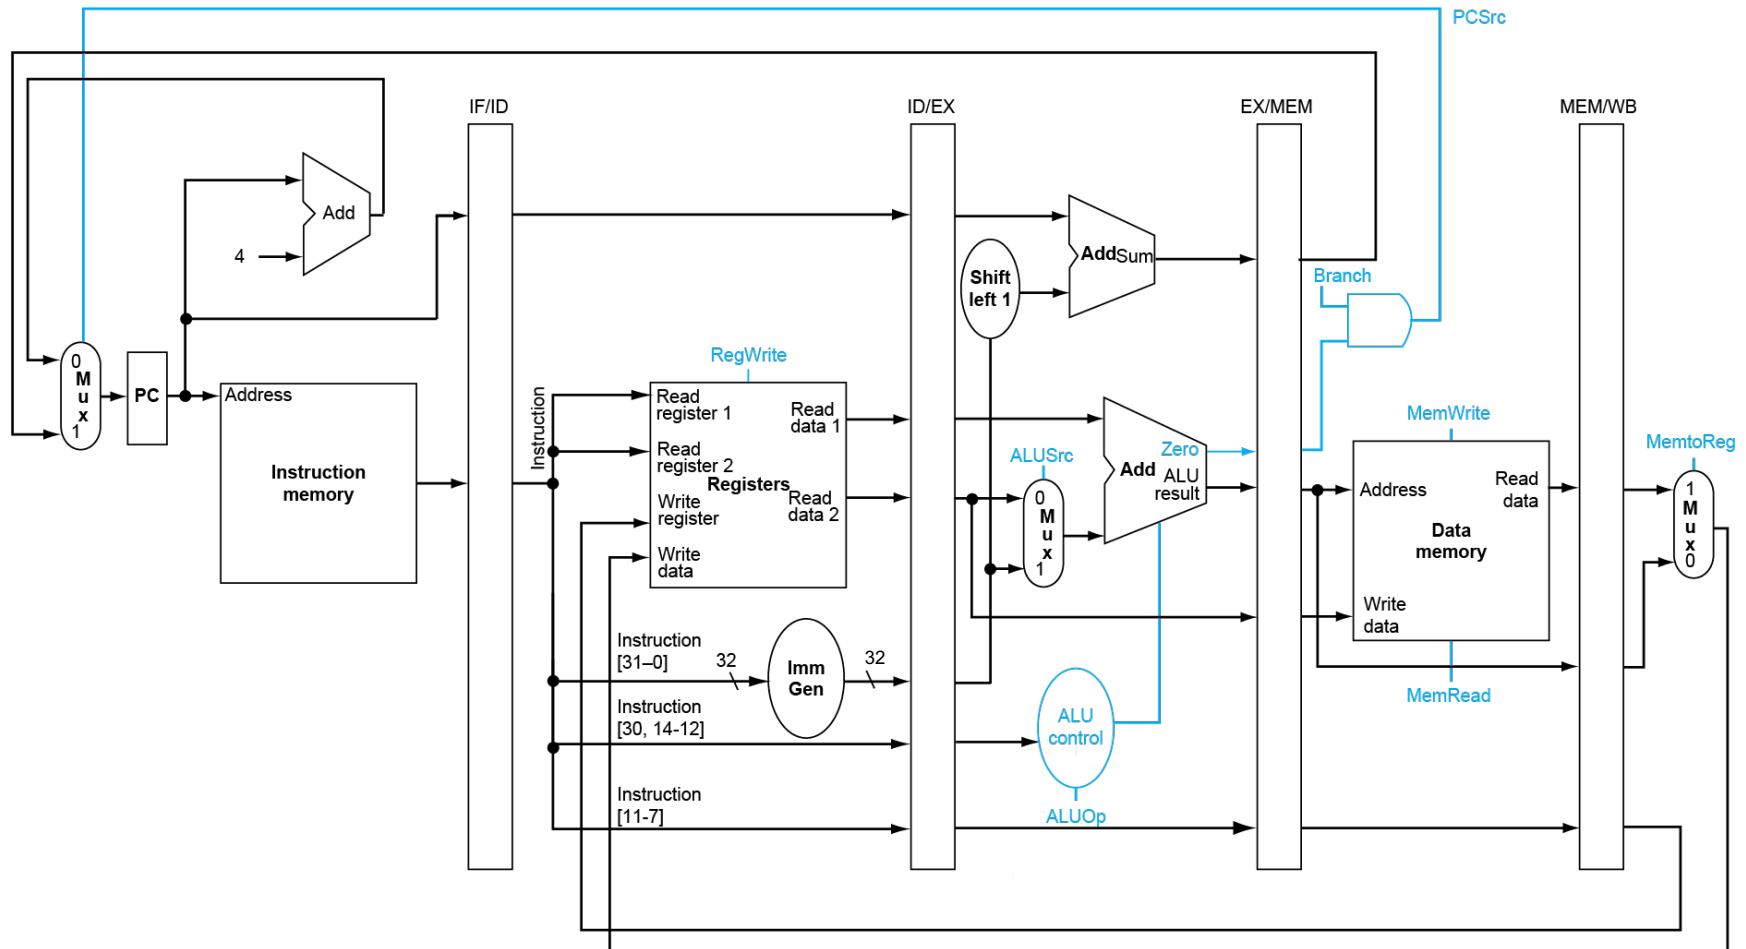 PCSrc
IF/ID
ID/EX
EX/MEM
MEM/WB
Add
4
Add Sum
Shift
left 1
Branch
0
M
u
x
1
PC
Address
Instruction
memory
RegWrite
Instruction
Read
register 1
Read
data 1
Read
register 2
Registers
Write
register
Read
data 2
Write
data
ALUSrc
0
M
u
x
1
Zero
Add
ALU
result
MemWrite
Address
Read
data
Data
memory
Write
data
MemRead
MemtoReg
1
M
u
x
0
Instruction
[31–0]
32
Imm
Gen
32
Instruction
[30, 14-12]
ALU
control
Instruction
[11-7]
ALUOp